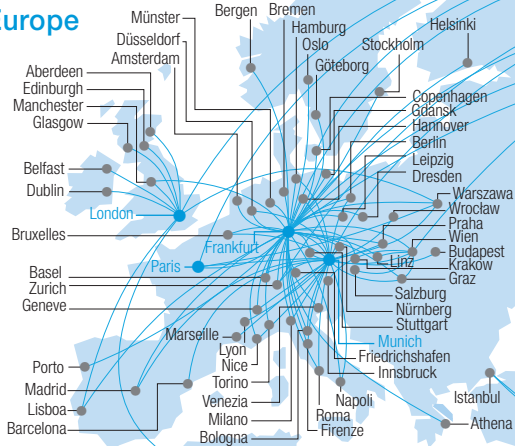 Europe
Bergen
Bremen
Münster
Hamburg
Helsinki
Düsseldorf
Oslo
Stockholm
Amsterdam
Göteborg
Aberdeen
Edinburgh
Manchester
Glasgow
Copenhagen
Gdansk
Hannover
Berlin
Leipzig
Dresden
Belfast
Dublin
London
Warszawa
Wrocław
Praha
Wien
Budapest
Krakow
Graz
Linz
Bruxelles
Frankfurt
Paris
Basel
Zurich
Geneve
Salzburg
Nürnberg
Stuttgart
Munich
Friedrichshafen
Innsbruck
Marseille
Lyon
Nice
Torino
Venezia
Milano
Bologna
Porto
Madrid
Lisboa
Barcelona
Napoli
Roma
Firenze
Istanbul
Athena